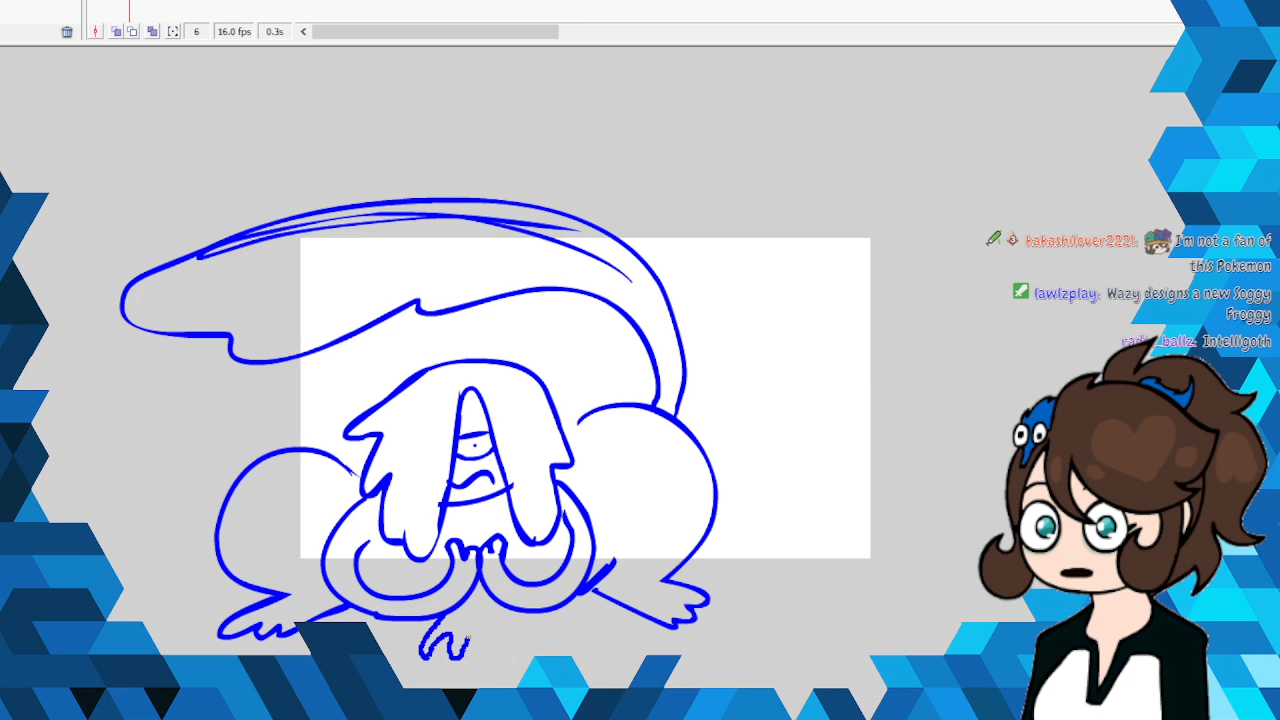 6 16.0 fps 0.3s
kakashilover2221: I'm not a fan of
this Pokemon
lawlzplay: Wazy designs a new Soggy
Froggy
Intelligoth